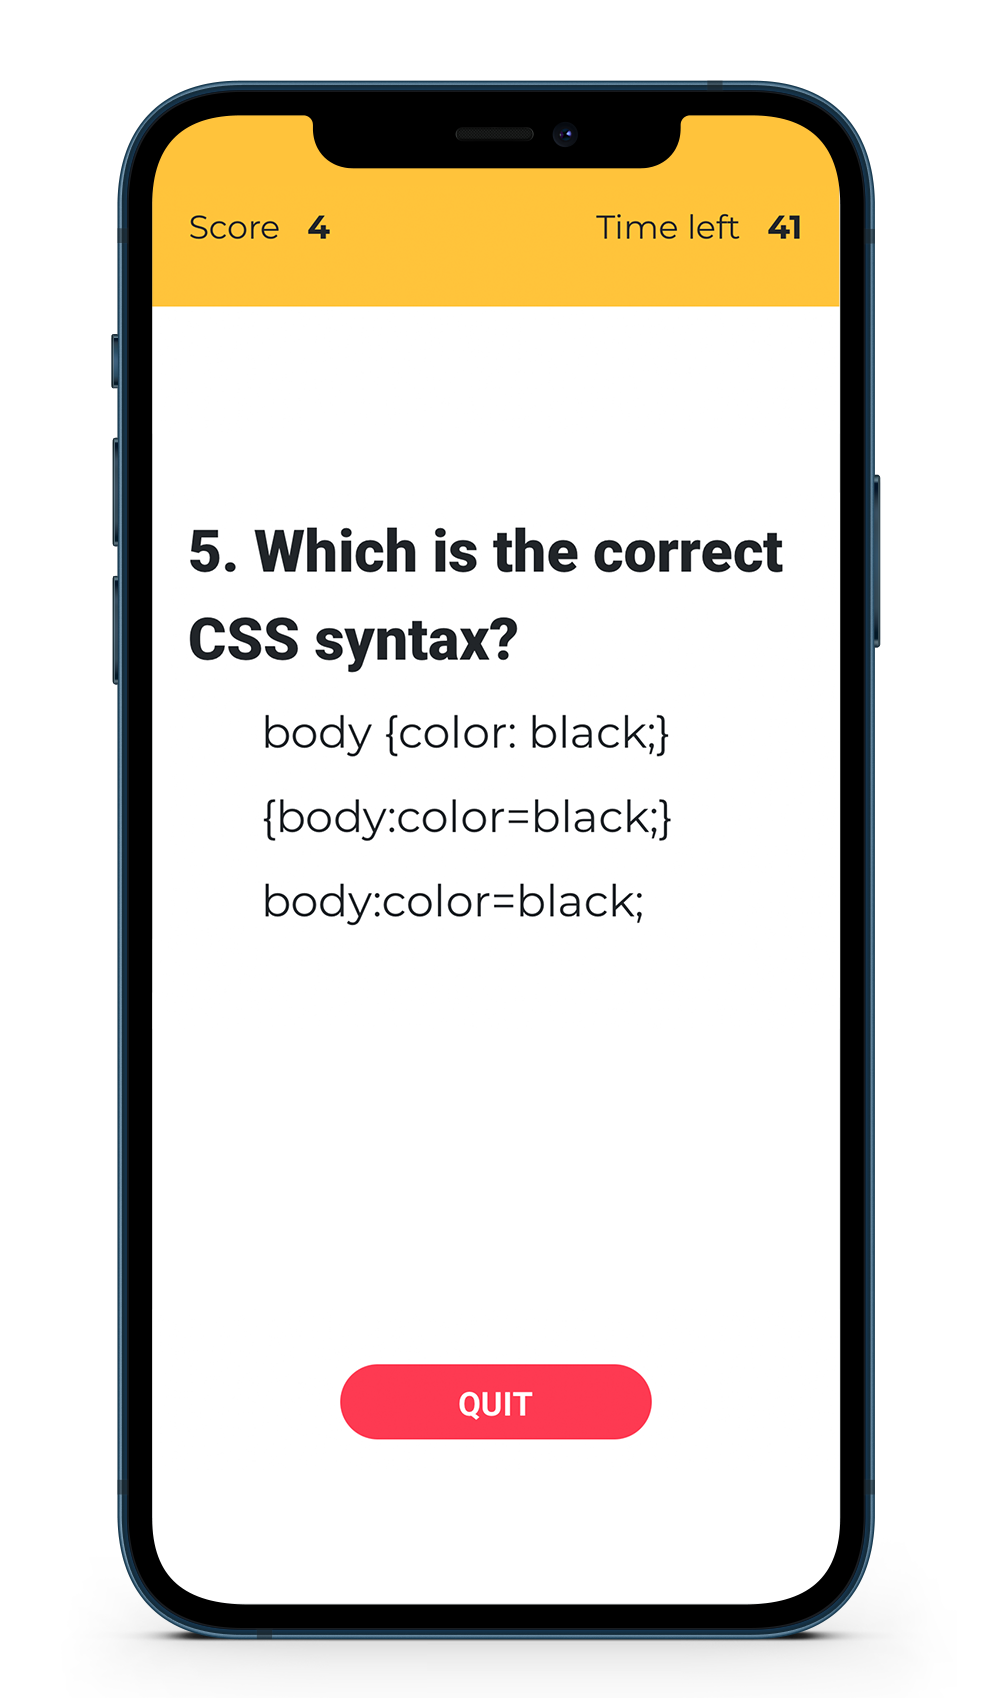 Score 4 Time left 41
5. Which is the correct
CSS syntax?
body {color: black;}
{body:color=black;}
body:color=black;
QUIT